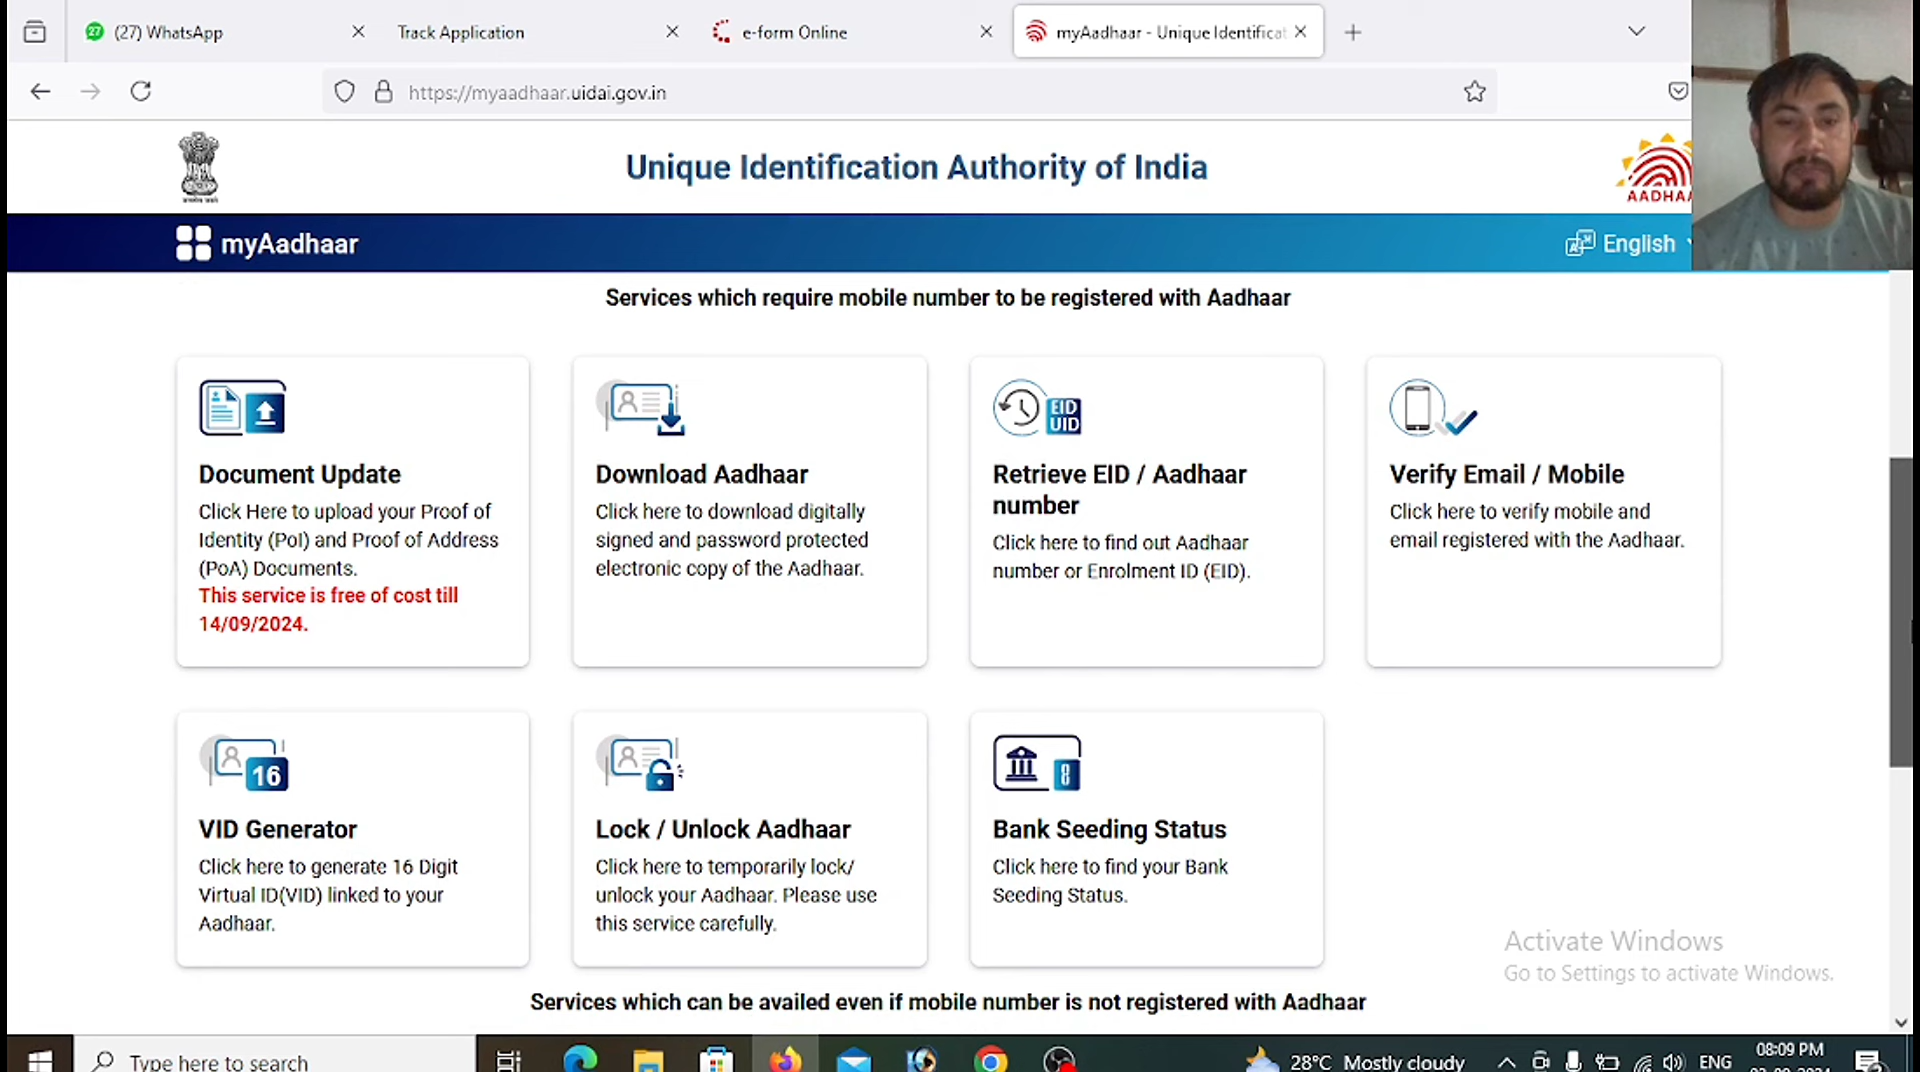 (27) WhatsApp
Track Application
e-form Online
myAadhaar - Unique Identificat
https://myaadhaar.uidai.gov.in
Unique Identification Authority of India
myAadhaar
English
Services which require mobile number to be registered with Aadhaar
Document Update
Click Here to upload your Proof of
Identity (PoI) and Proof of Address
(PoA) Documents.
This service is free of cost till
14/09/2024.
Download Aadhaar
Click here to download digitally
signed and password protected
electronic copy of the Aadhaar.
EID
UID
Retrieve EID / Aadhaar
number
Click here to find out Aadhaar
number or Enrolment ID (EID).
Verify Email / Mobile
Click here to verify mobile and
email registered with the Aadhaar.
16
VID Generator
Click here to generate 16 Digit
Virtual ID(VID) linked to your
Aadhaar.
Lock / Unlock Aadhaar
Click here to temporarily lock/
unlock your Aadhaar. Please use
this service carefully.
8
Bank Seeding Status
Click here to find your Bank
Seeding Status.
Activate Windows
Go to Settings to activate Windows.
Services which can be availed even if mobile number is not registered with Aadhaar
Type here to search
28°C Mostly cloudy
ENG
08:09 PM